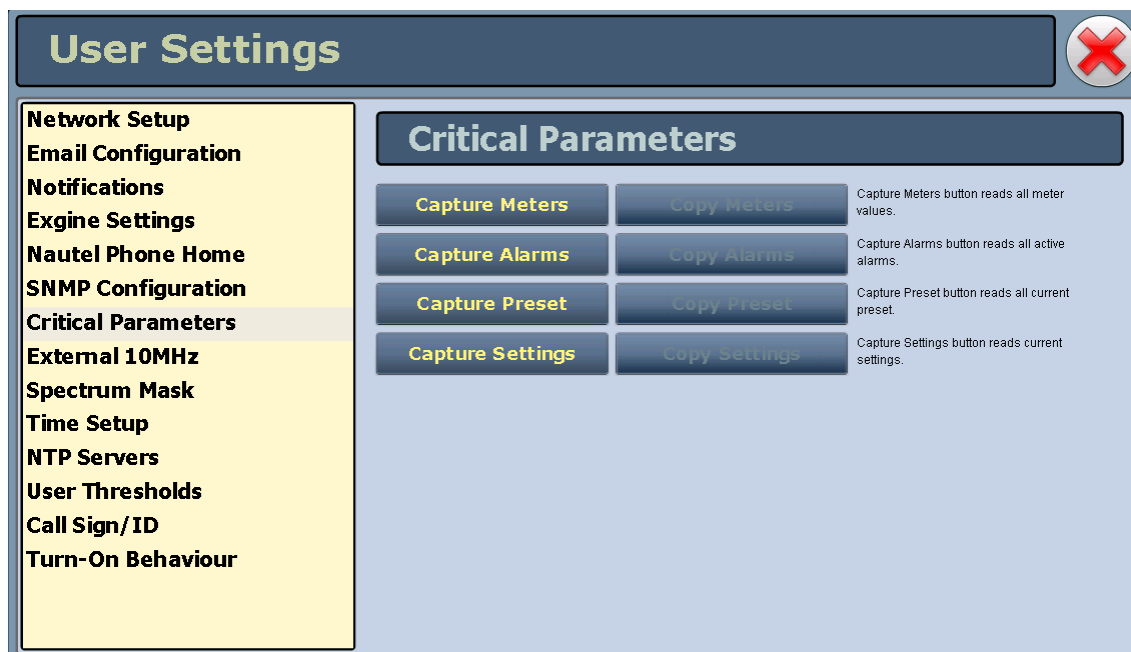 User Settings
Network Setup
Email Configuration
Notifications
Exgine Settings
Nautel Phone Home
SNMP Configuration
Critical Parameters
External 10MHz
Spectrum Mask
Time Setup
NTP Servers
User Thresholds
Call Sign/ID
Turn-On Behaviour
Critical Parameters
Capture Meters
Copy Meters
Capture Meters button reads all meter
values.
Capture Alarms
Copy Alarms
Capture Alarms button reads all active
alarms.
Capture Preset
Copy Preset
Capture Preset button reads all current
preset.
Capture Settings
Copy Settings
Capture Settings button reads current
settings.